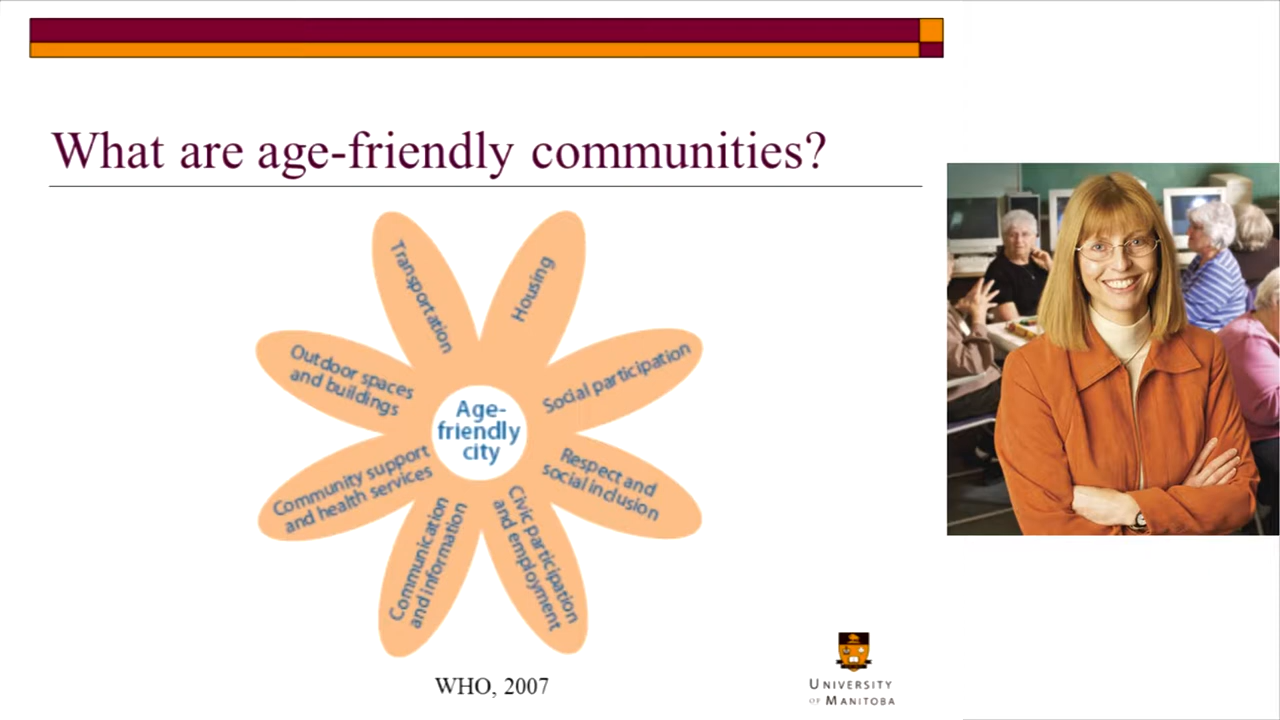 What are age-friendly communities?
Transportation
Housing
Outdoor spaces
and buildings
Social participation
Age-
friendly
city
Community support
and health services
Respect and
social inclusion
Communication
and information
Civic participation
and employment
WHO, 2007
UNIVERSITY
OF MANITOBA